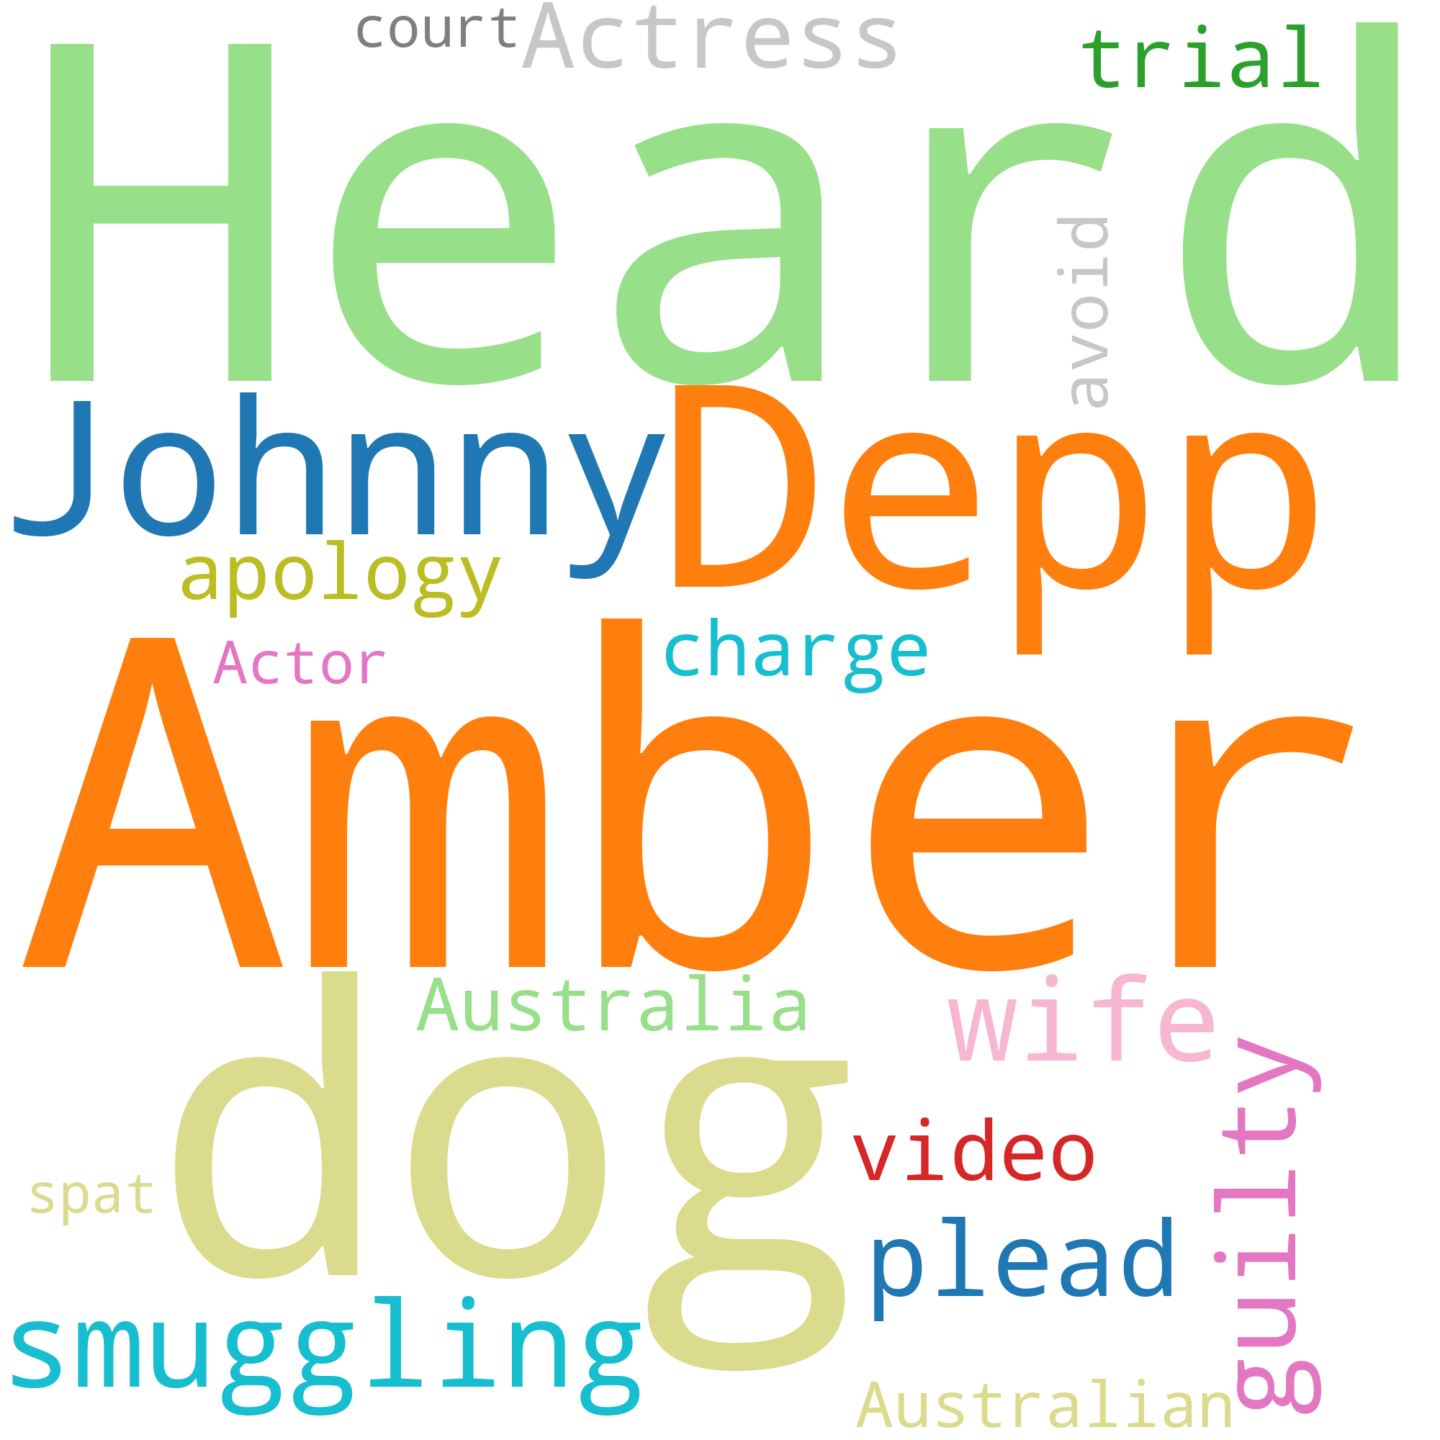 court Actress
trial
Heard
avoid
Johnny Depp
apology
charge
Actor
Amber
Australia
wife
dog
guilty
video
spat
plead
smuggling
Australian